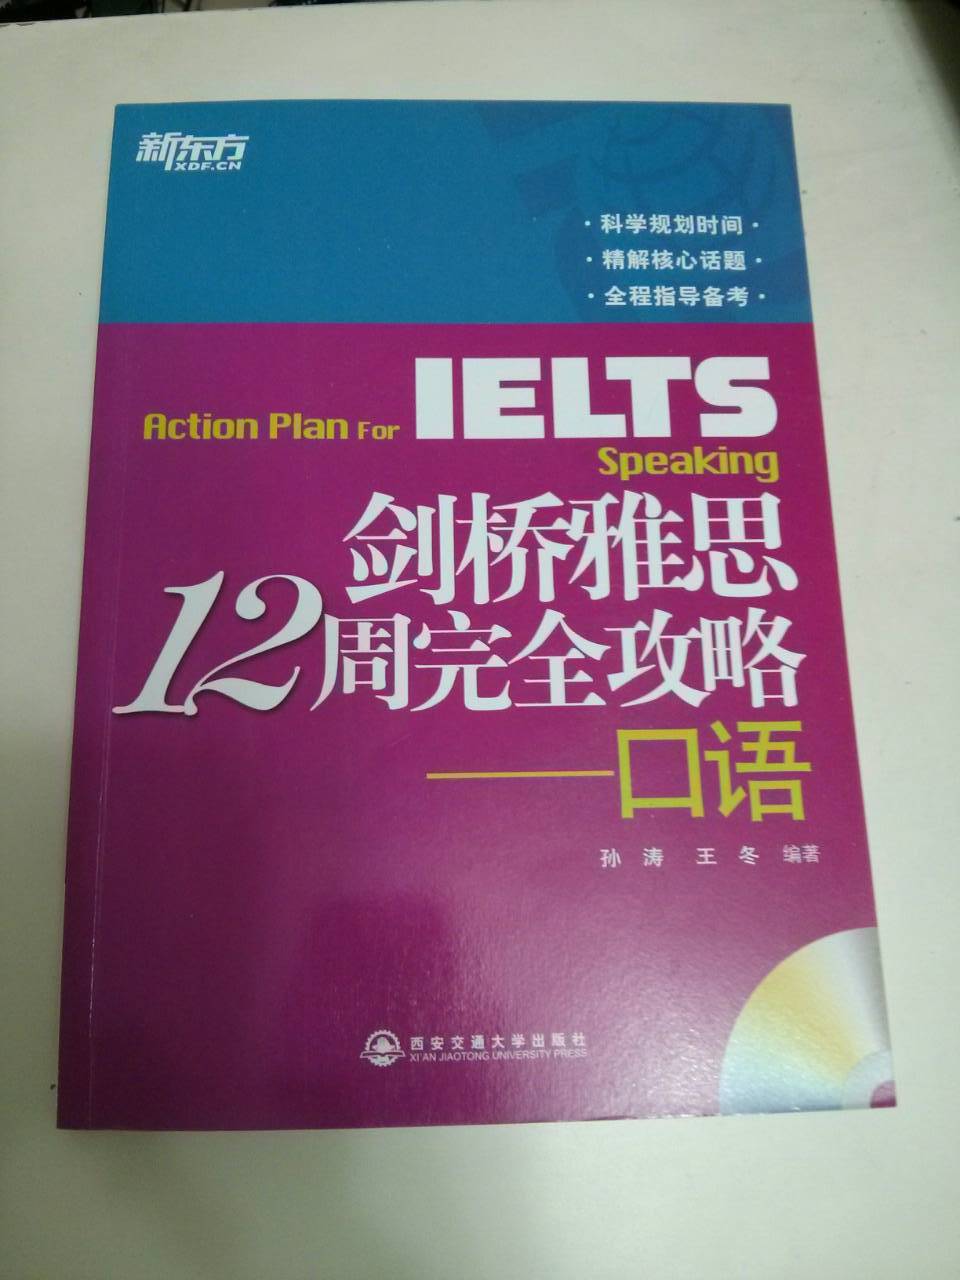 新东方
XDF.CN
·科学规划时间·
·精解核心话题·
·全程指导备考·
Action Plan For IELTS
Speaking
剑桥雅思
12周完全攻略
——口语
孙涛 王冬 编著
西安交通大学出版社
XI'AN JIAOTONG UNIVERSITY PRESS